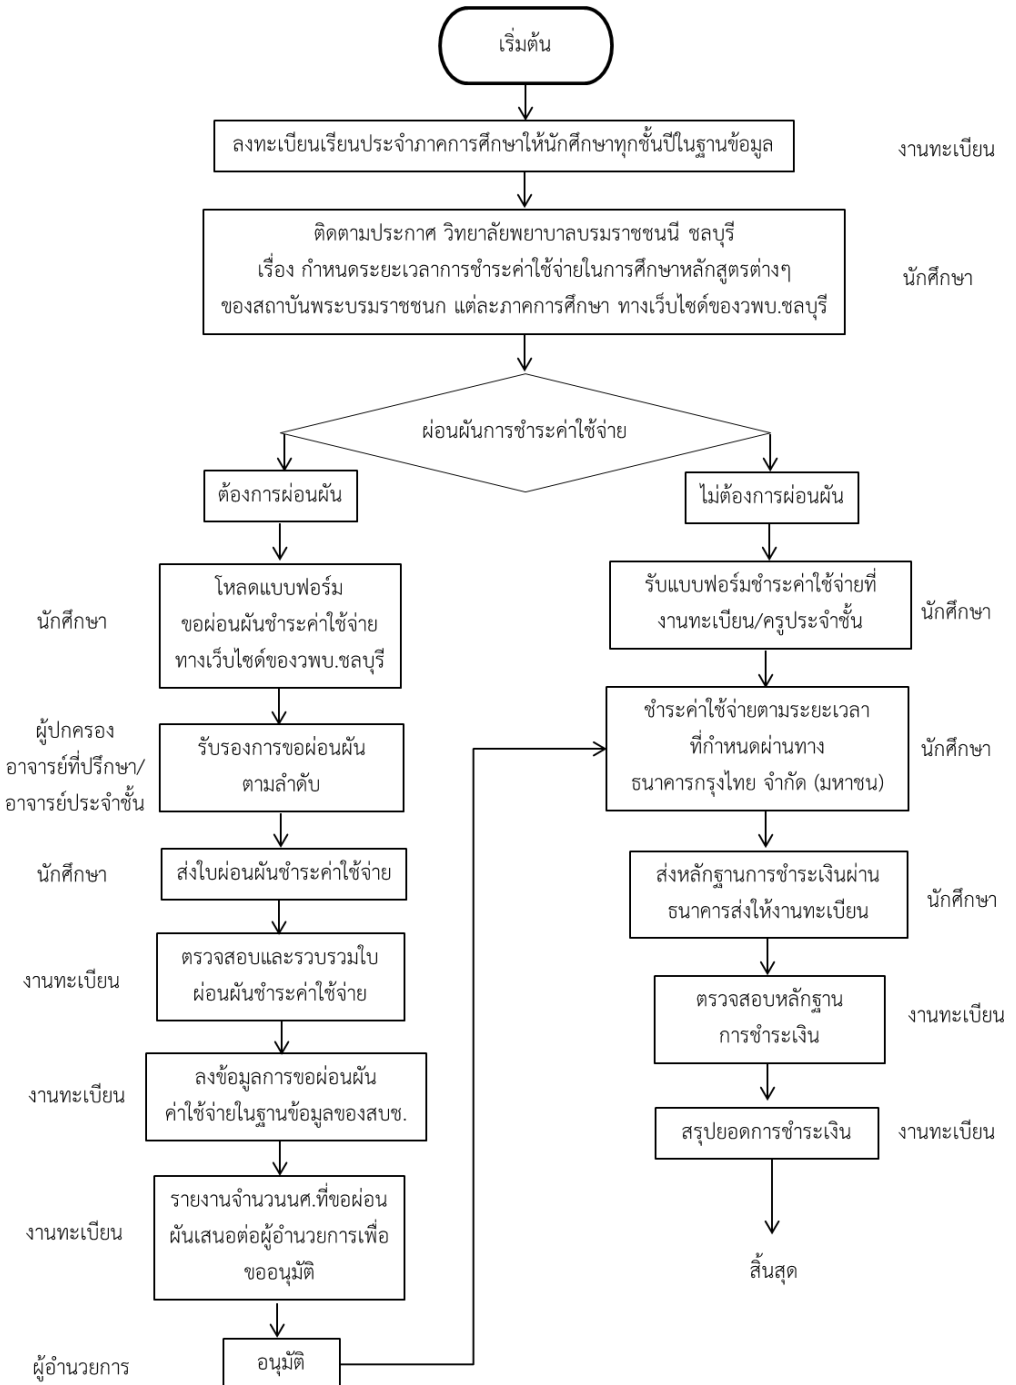 เริ่มต้น
ลงทะเบียนเรียนประจำภาคการศึกษาให้นักศึกษาทุกชั้นปีในฐานข้อมูล
งานทะเบียน
ติดตามประกาศ วิทยาลัยพยาบาลบรมราชชนนี ชลบุรี
เรื่อง กำหนดระยะเวลาการชำระค่าใช้จ่ายในการศึกษาหลักสูตรต่างๆ
ของสถาบันพระบรมราชชนก แต่ละภาคการศึกษา ทางเว็บไซด์ของวพบ.ชลบุรี
นักศึกษา
ผ่อนผันการชำระค่าใช้จ่าย
ต้องการผ่อนผัน
นักศึกษา
โหลดแบบฟอร์ม
ขอผ่อนผันชำระค่าใช้จ่าย
ทางเว็บไซด์ของวพบ.ชลบุรี
ผู้ปกครอง
อาจารย์ที่ปรึกษา/
อาจารย์ประจำชั้น
รับรองการขอผ่อนผัน
ตามลำดับ
นักศึกษา
ส่งใบผ่อนผันชำระค่าใช้จ่าย
งานทะเบียน
ตรวจสอบและรวบรวมใบ
ผ่อนผันชำระค่าใช้จ่าย
งานทะเบียน
ลงข้อมูลการขอผ่อนผัน
ค่าใช้จ่ายในฐานข้อมูลของสบช.
งานทะเบียน
รายงานจำนวนนศ.ที่ขอผ่อน
ผันเสนอต่อผู้อำนวยการเพื่อ
ขออนุมัติ
ผู้อำนวยการ
อนุมัติ
ไม่ต้องการผ่อนผัน
รับแบบฟอร์มชำระค่าใช้จ่ายที่
งานทะเบียน/ครูประจำชั้น
นักศึกษา
ชำระค่าใช้จ่ายตามระยะเวลา
ที่กำหนดผ่านทาง
ธนาคารกรุงไทย จำกัด (มหาชน)
นักศึกษา
ส่งหลักฐานการชำระเงินผ่าน
ธนาคารส่งให้งานทะเบียน
นักศึกษา
ตรวจสอบหลักฐาน
การชำระเงิน
งานทะเบียน
สรุปยอดการชำระเงิน
งานทะเบียน
สิ้นสุด